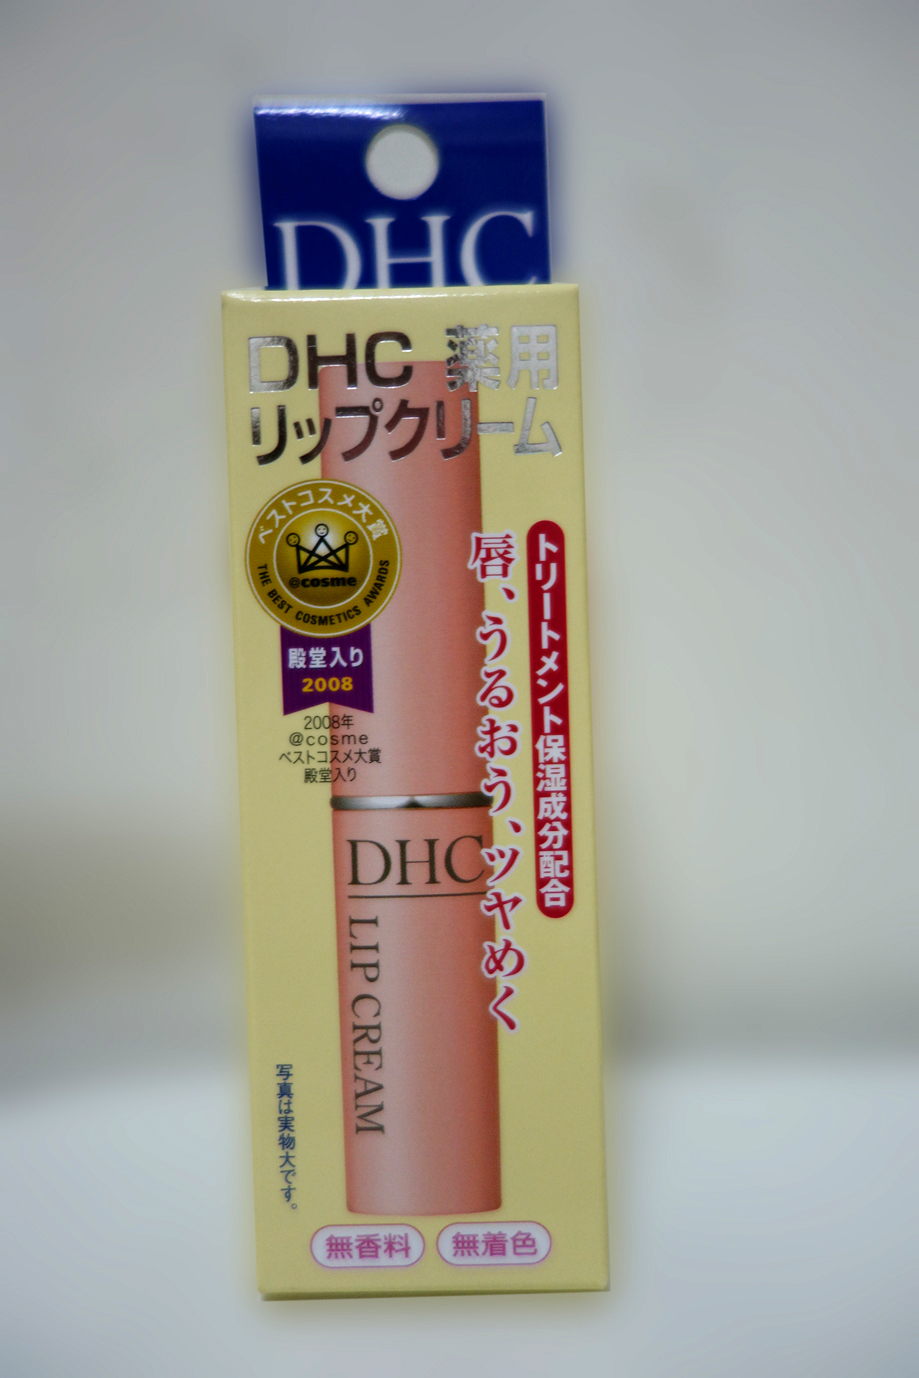 DHC
DHC 薬用
リップクリーム
ベストコスメ大賞
@cosme
THE BEST COSMETICS AWARDS
殿堂入り
2008
2008年
@cosme
ベストコスメ大賞
殿堂入り
トリートメント保湿成分配合
唇、うるおう、ツヤめく
DHC
LIP CREAM
写真は実物大です。
無香料
無着色